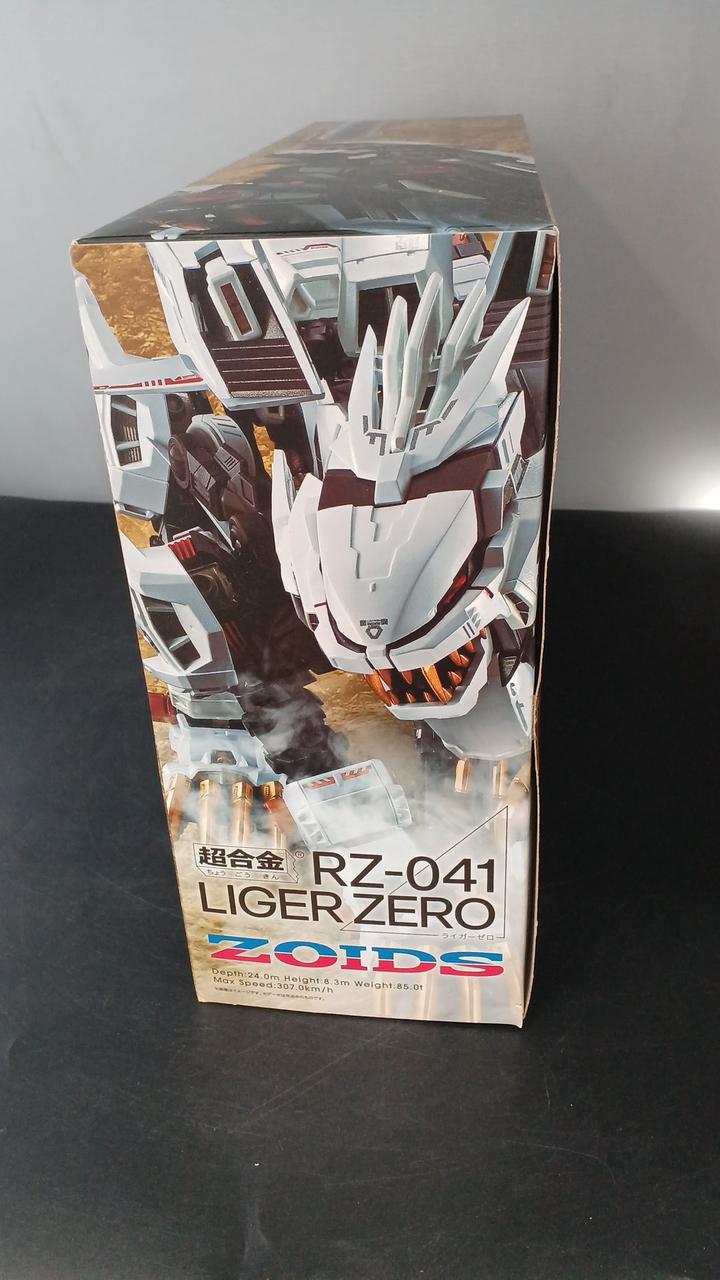 超合金®
ちょうごうきん
RZ-041
LIGER ZERO
ライガーゼロ
ZOIDS
Depth:24.0m Height:8.3m Weight:85.0t
Max Speed:307.0km/h